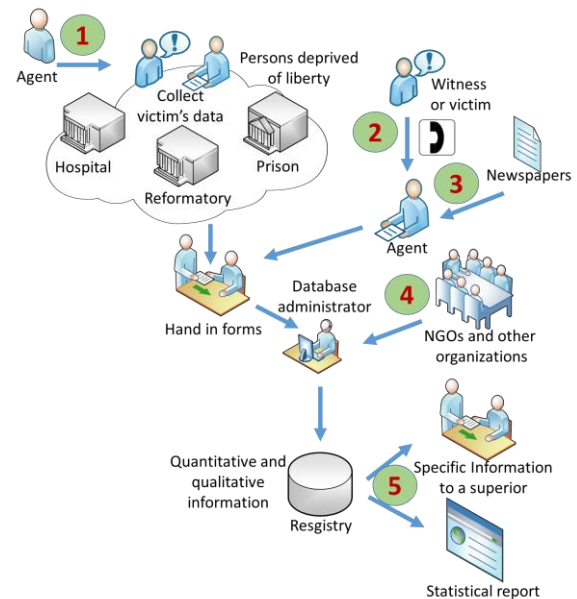 1
Agent
Persons deprived
of liberty
Collect
victim's data
Hospital
Prison
Reformatory
Witness
or victim
2
3
Newspapers
Agent
Hand in forms
Database
administrator
4
NGOs and other
organizations
Quantitative and
qualitative
information
Resgistry
5
Specific Information
to a superior
Statistical report